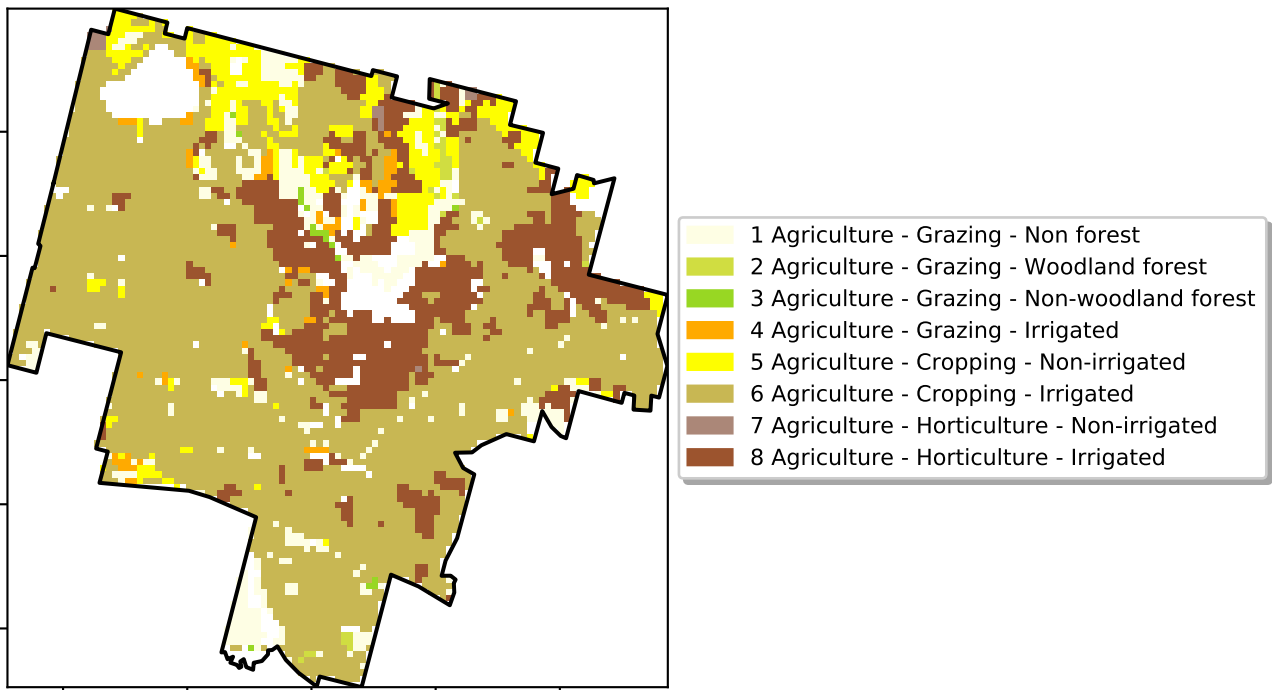 1 Agriculture - Grazing - Non forest
2 Agriculture - Grazing - Woodland forest
3 Agriculture - Grazing - Non-woodland forest
4 Agriculture - Grazing - Irrigated
5 Agriculture - Cropping - Non-irrigated
6 Agriculture - Cropping - Irrigated
7 Agriculture - Horticulture - Non-irrigated
8 Agriculture - Horticulture - Irrigated